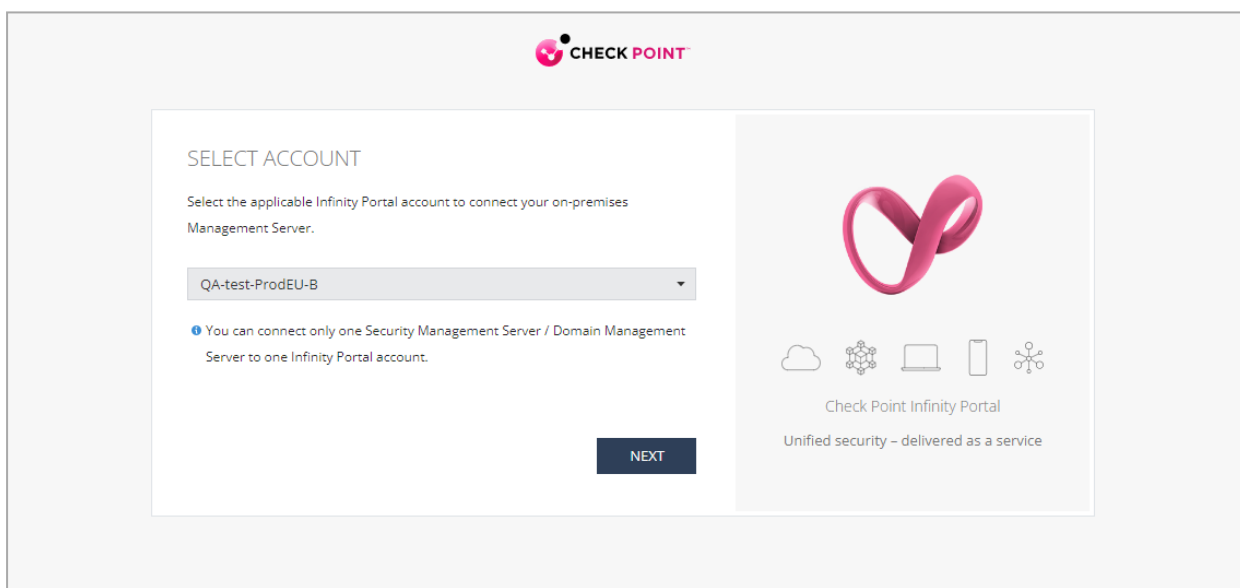 CHECK POINT™
SELECT ACCOUNT
Select the applicable Infinity Portal account to connect your on-premises
Management Server.
QA-test-ProdEU-B
You can connect only one Security Management Server / Domain Management
Server to one Infinity Portal account.
NEXT
Check Point Infinity Portal
Unified security – delivered as a service